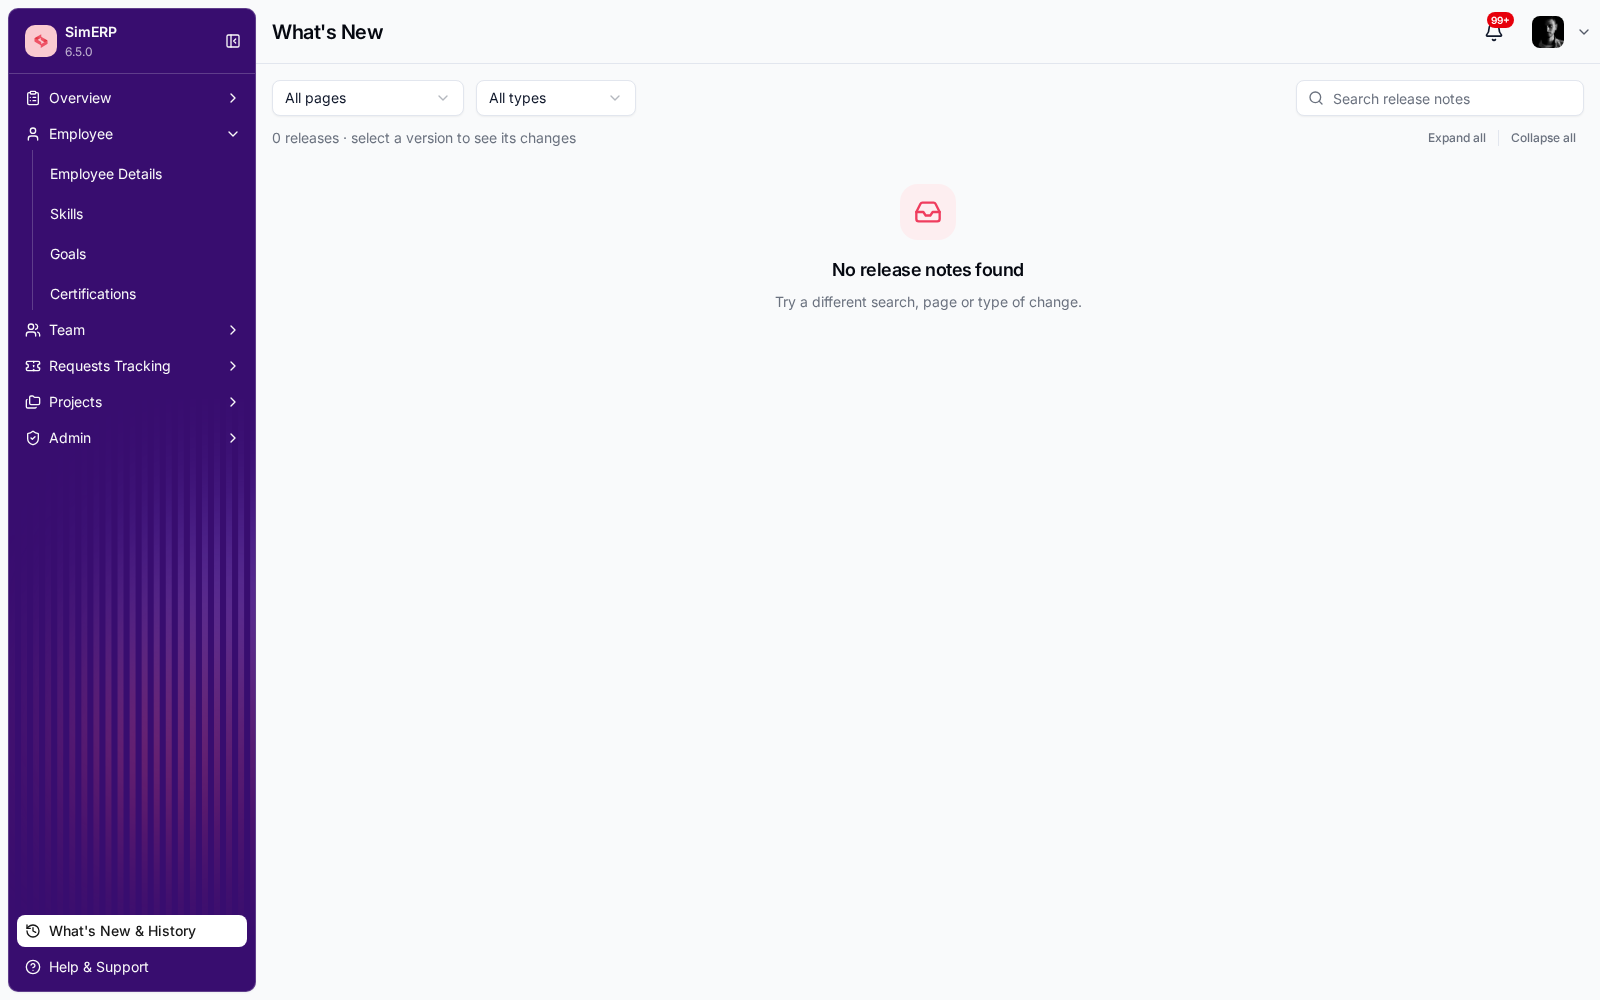 SimERP
6.5.0
Overview
Employee
Employee Details
Skills
Goals
Certifications
Team
Requests Tracking
Projects
Admin
What's New & History
Help & Support
What's New
99+
All pages
All types
Search release notes
0 releases · select a version to see its changes
Expand all
Collapse all
No release notes found
Try a different search, page or type of change.